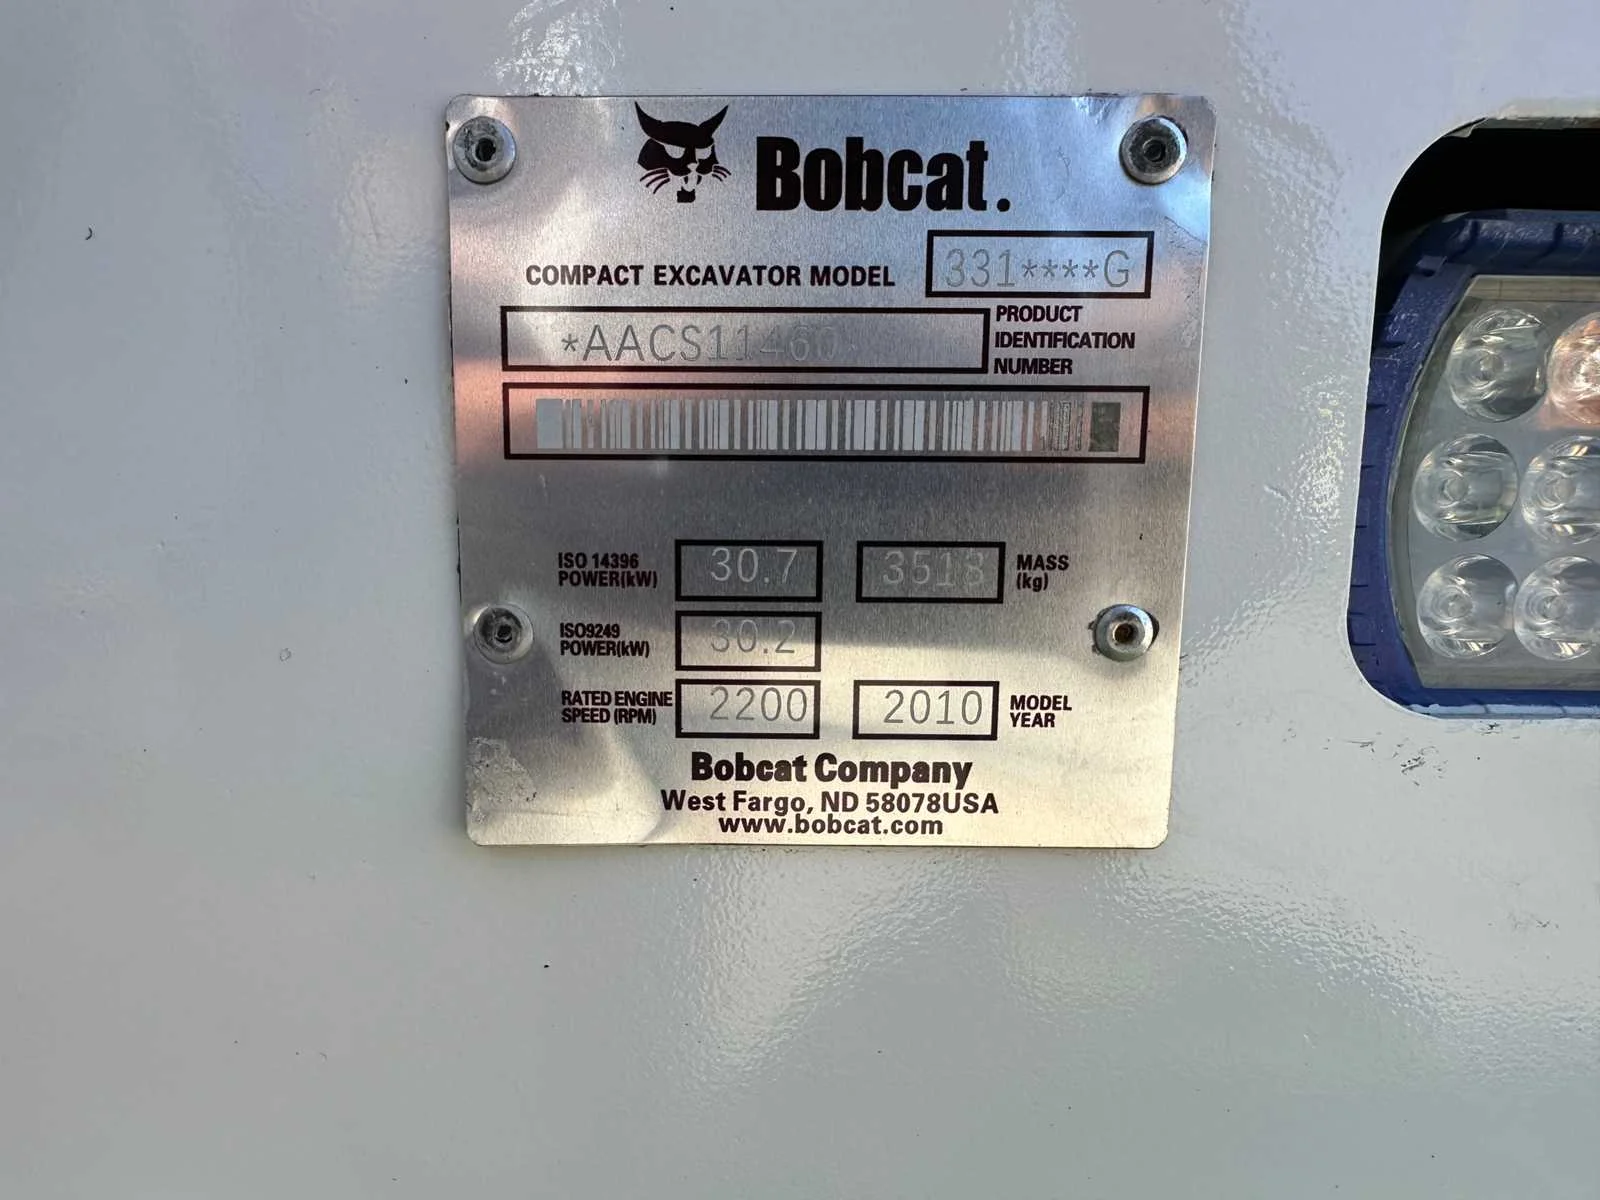 Bobcat.
COMPACT EXCAVATOR MODEL 331****G
*AACS11460
PRODUCT
IDENTIFICATION
NUMBER
ISO 14396
POWER(kW) 30.7
3513 MASS
(kg)
ISO9249
POWER(kW) 30.2
RATED ENGINE
SPEED (RPM) 2200
2010 MODEL
YEAR
Bobcat Company
West Fargo, ND 58078USA
www.bobcat.com